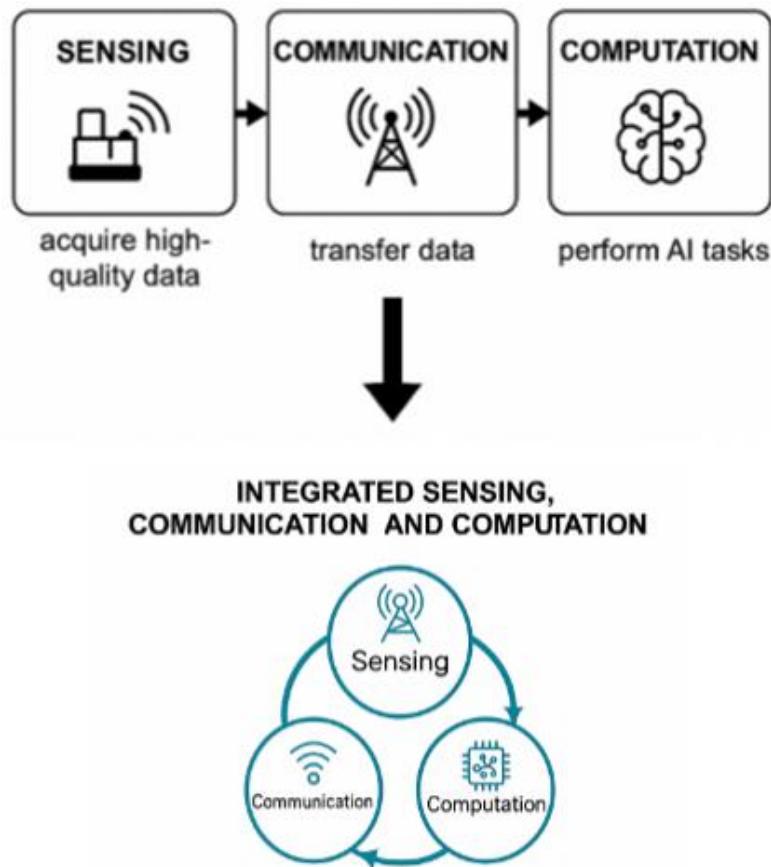 SENSING
COMMUNICATION
COMPUTATION
acquire high-
quality data
transfer data
perform AI tasks
INTEGRATED SENSING,
COMMUNICATION AND COMPUTATION
Sensing
Communication
Computation